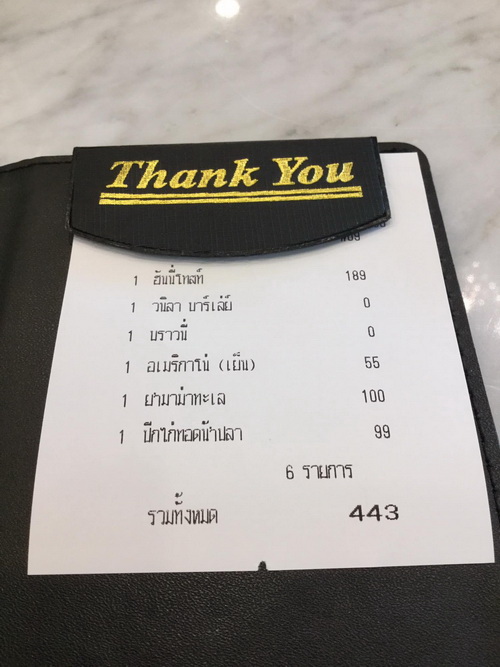 Thank You
1 ฮันนี่โทสท์ 189
1 วนิลา บาร์เล่ย์ 0
1 บราวนี่ 0
1 อเมริกาโน่ (เย็น) 55
1 ยำมาม่าทะเล 100
1 ปีกไก่ทอดน้ำปลา 99
6 รายการ
รวมทั้งหมด 443